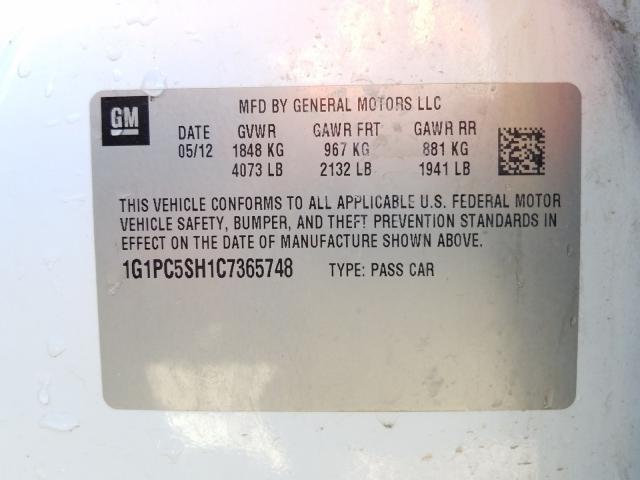 GM
MFD BY GENERAL MOTORS LLC
DATE GVWR GAWR FRT GAWR RR
05/12 1848 KG 967 KG 881 KG
4073 LB 2132 LB 1941 LB
THIS VEHICLE CONFORMS TO ALL APPLICABLE U.S. FEDERAL MOTOR
VEHICLE SAFETY, BUMPER, AND THEFT PREVENTION STANDARDS IN
EFFECT ON THE DATE OF MANUFACTURE SHOWN ABOVE.
1G1PC5SH1C7365748 TYPE: PASS CAR